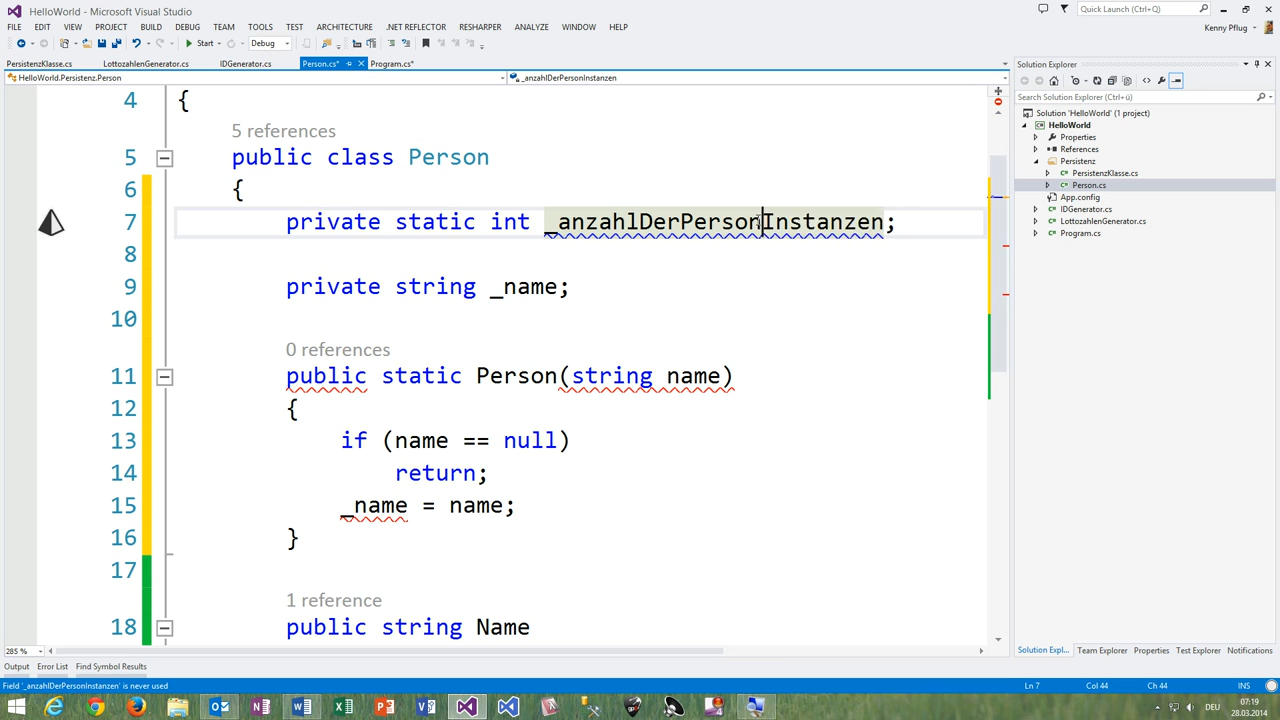 HelloWorld - Microsoft Visual Studio
Quick Launch (Ctrl+Q)
FILE EDIT VIEW PROJECT BUILD DEBUG TEAM TOOLS TEST ARCHITECTURE .NET REFLECTOR RESHARPER ANALYZE WINDOW HELP
Kenny Pflug
Start Debug
PersistenzKlasse.cs LottozahlenGenerator.cs IDGenerator.cs Person.cs* Program.cs*
HelloWorld.Persistenz.Person _anzahlDerPersonInstanzen
4 {
5 references
5 public class Person
6 {
7 private static int _anzahlDerPersonInstanzen;
8
9 private string _name;
10
0 references
11 public static Person(string name)
12 {
13 if (name == null)
14 return;
15 _name = name;
16 }
17
1 reference
18 public string Name
285 %
Solution Explorer
Search Solution Explorer (Ctrl+ü)
Solution 'HelloWorld' (1 project)
HelloWorld
Properties
References
Persistenz
PersistenzKlasse.cs
Person.cs
App.config
IDGenerator.cs
LottozahlenGenerator.cs
Program.cs
Solution Expl... Team Explorer Properties Test Explorer Notifications
Output Error List Find Symbol Results
Field '_anzahlDerPersonInstanzen' is never used Ln 7 Col 44 Ch 44 INS
DEU 07:19
28.03.2014